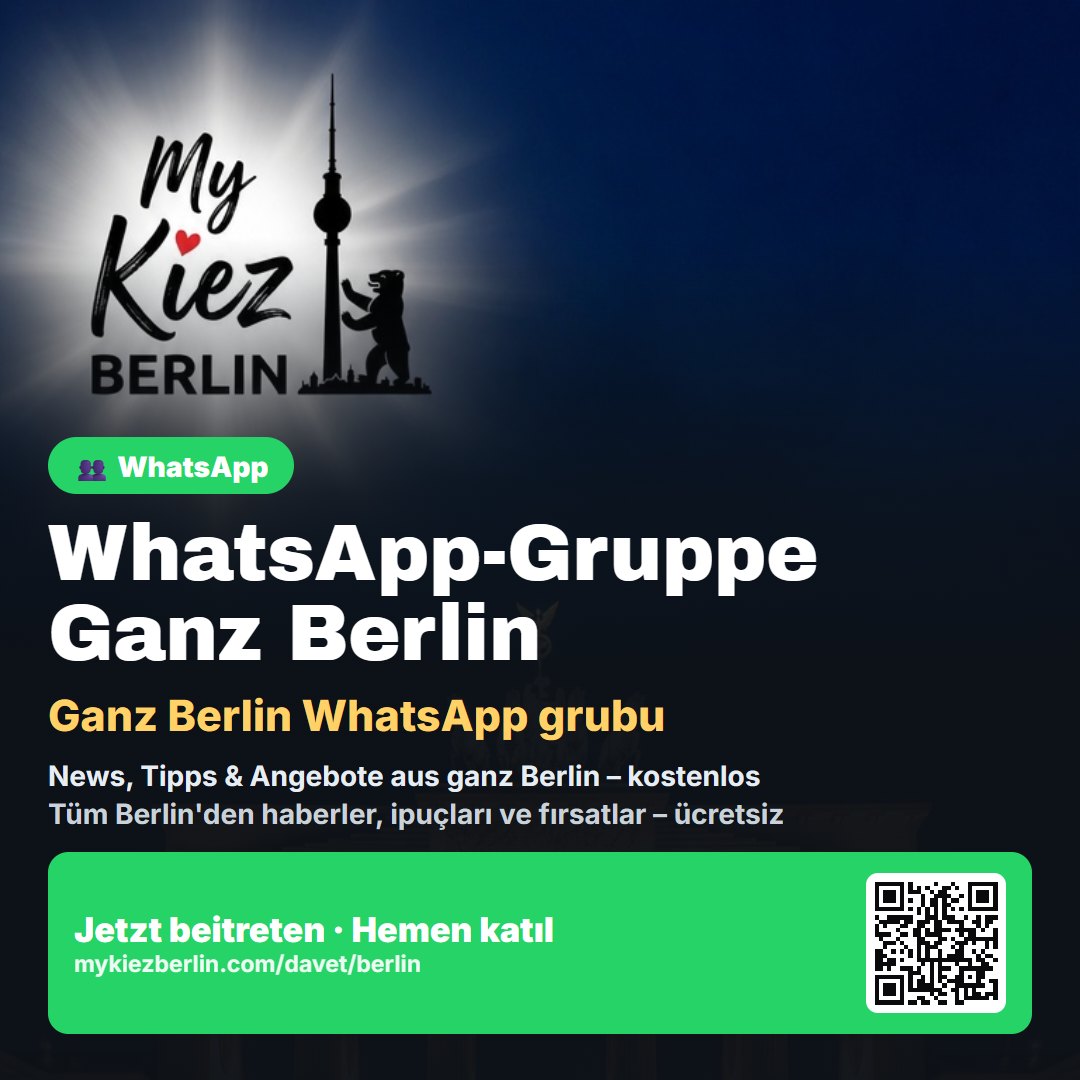 My
Kiez
BERLIN
WhatsApp
WhatsApp-Gruppe
Ganz Berlin
Ganz Berlin WhatsApp grubu
News, Tipps & Angebote aus ganz Berlin – kostenlos
Tüm Berlin'den haberler, ipuçları ve fırsatlar – ücretsiz
Jetzt beitreten · Hemen katıl
mykiezberlin.com/davet/berlin